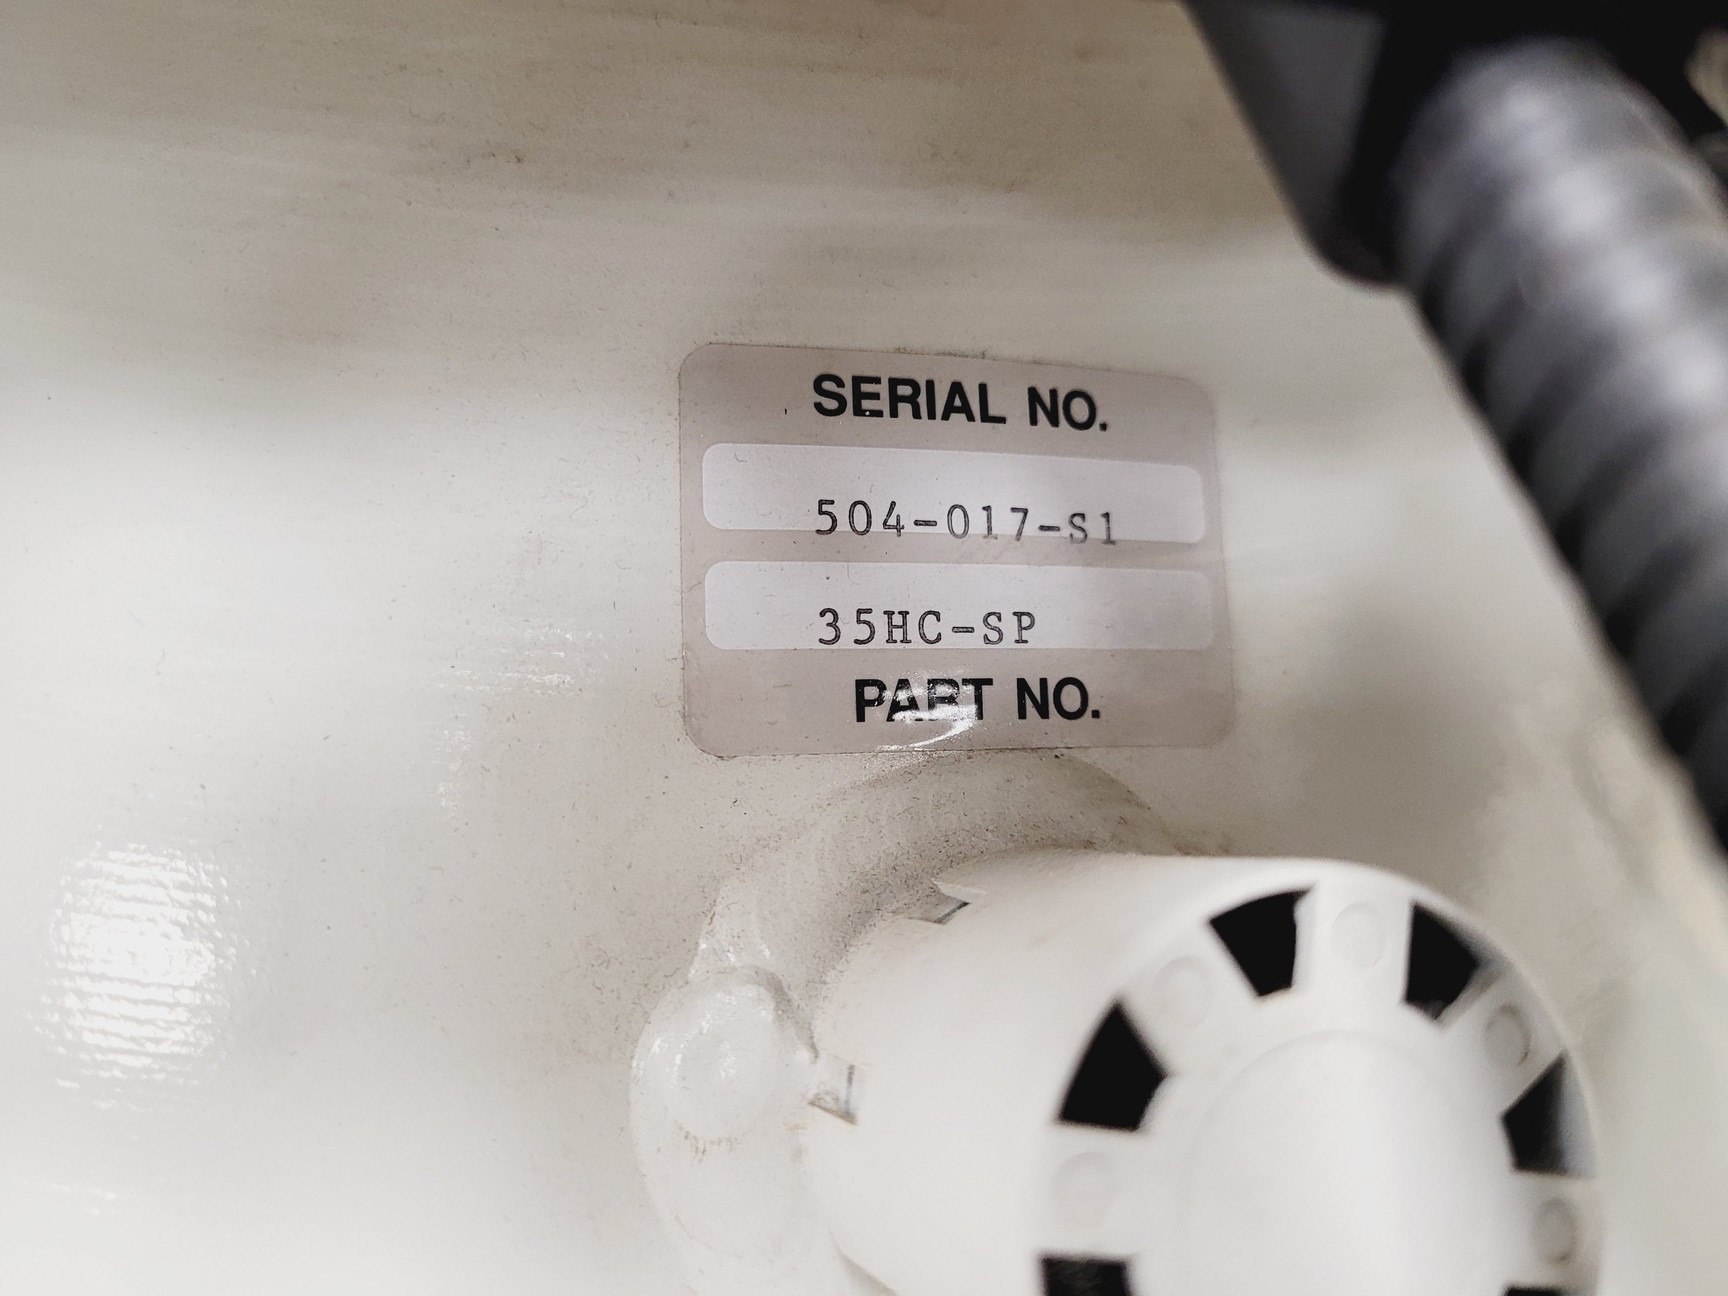 SERIAL NO.
504-017-S1
35HC-SP
PART NO.